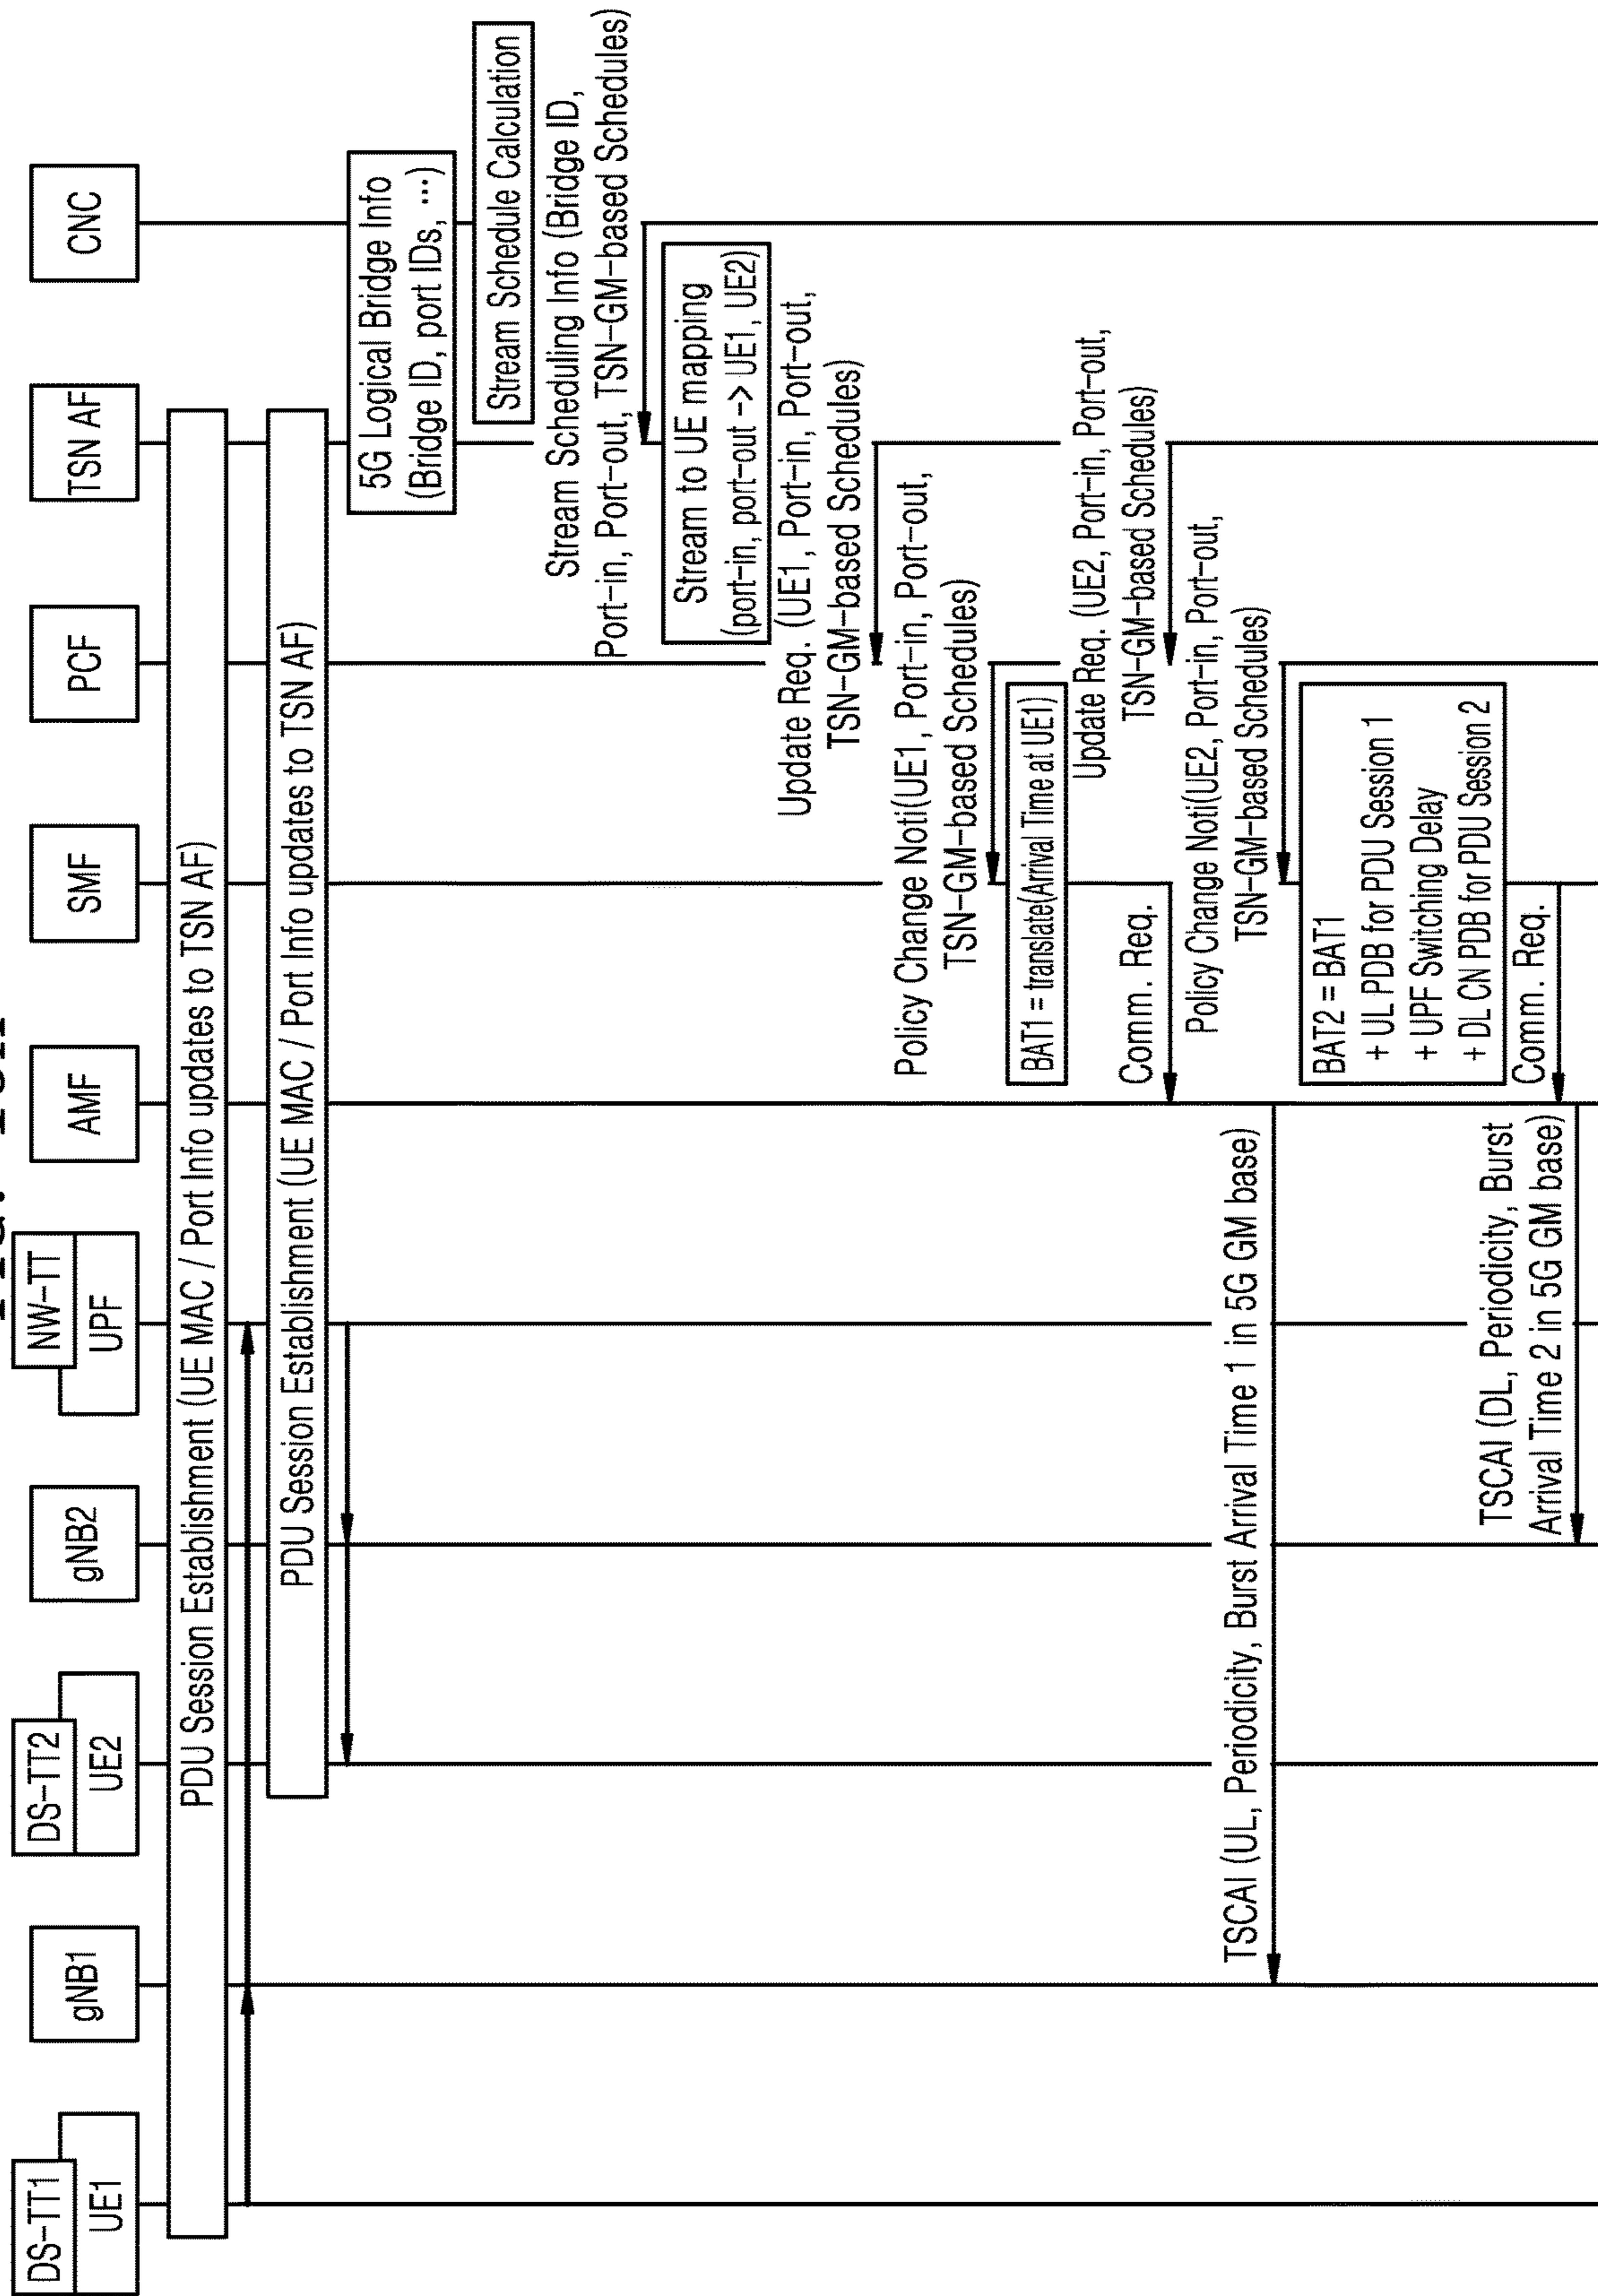 DS-TT1
UE1
gNB1
DS-TT2
UE2
gNB2
NW-TT
UPF
AMF
SMF
PCF
TSN AF
CNC
PDU Session Establishment (UE MAC / Port Info updates to TSN AF)
PDU Session Establishment (UE MAC / Port Info updates to TSN AF)
5G Logical Bridge Info
(Bridge ID, port IDs, ···)
Stream Schedule Calculation
Stream Scheduling Info (Bridge ID,
Port-in, Port-out, TSN-GM-based Schedules)
Stream to UE mapping
(port-in, port-out -> UE1, UE2)
Update Req. (UE1, Port-in, Port-out,
TSN-GM-based Schedules)
Policy Change Noti(UE1, Port-in, Port-out,
TSN-GM-based Schedules)
BAT1 = translate(Arrival Time at UE1)
Update Req. (UE2, Port-in, Port-out,
TSN-GM-based Schedules)
Comm. Req.
Policy Change Noti(UE2, Port-in, Port-out,
TSN-GM-based Schedules)
TSCAI (UL, Periodicity, Burst Arrival Time 1 in 5G GM base)
BAT2 = BAT1
+ UL PDB for PDU Session 1
+ UPF Switching Delay
+ DL CN PDB for PDU Session 2
Comm. Req.
TSCAI (DL, Periodicity, Burst
Arrival Time 2 in 5G GM base)